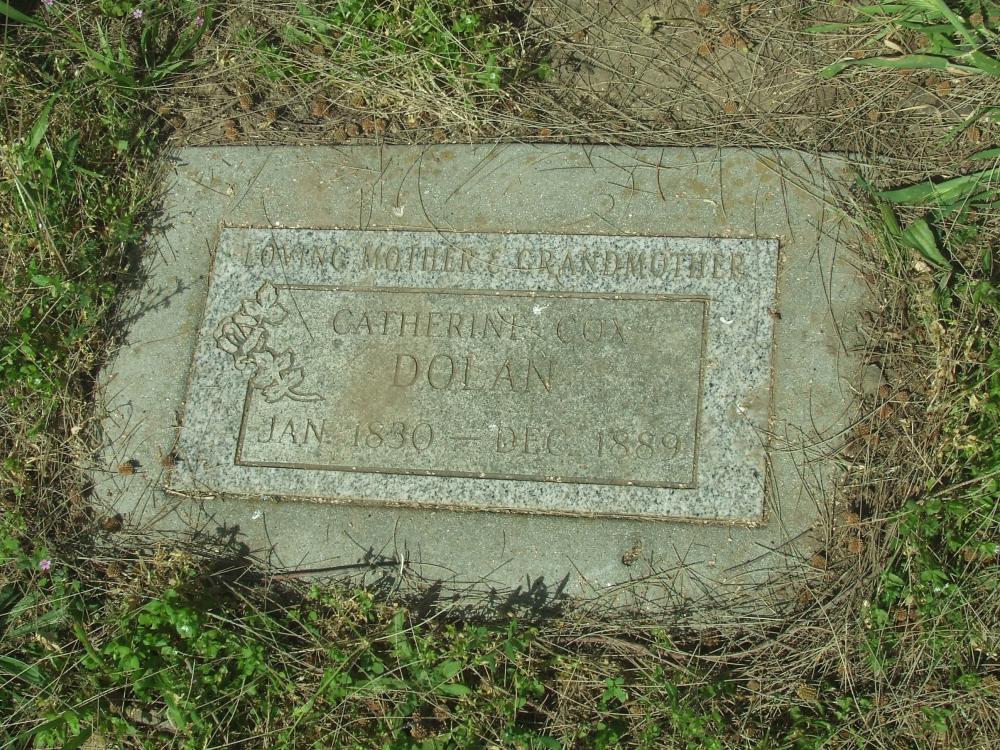 LOVING MOTHER & GRANDMOTHER
CATHERINE COX
DOLAN
JAN. 1830 — DEC. 1889